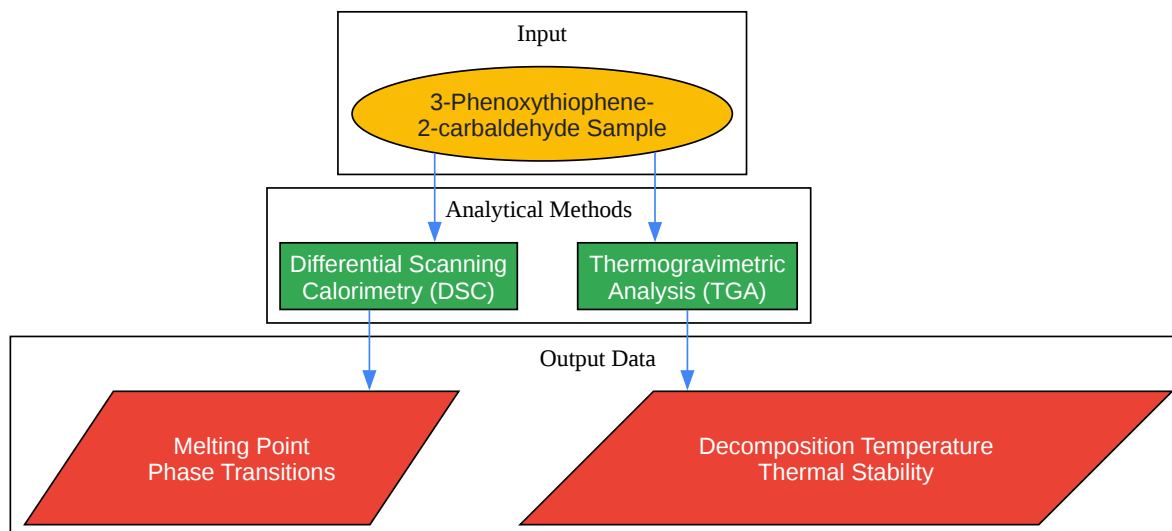 Input
3-Phenoxythiophene-
2-carbaldehyde Sample
Analytical Methods
Differential Scanning
Calorimetry (DSC)
Thermogravimetric
Analysis (TGA)
Output Data
Melting Point
Phase Transitions
Decomposition Temperature
Thermal Stability